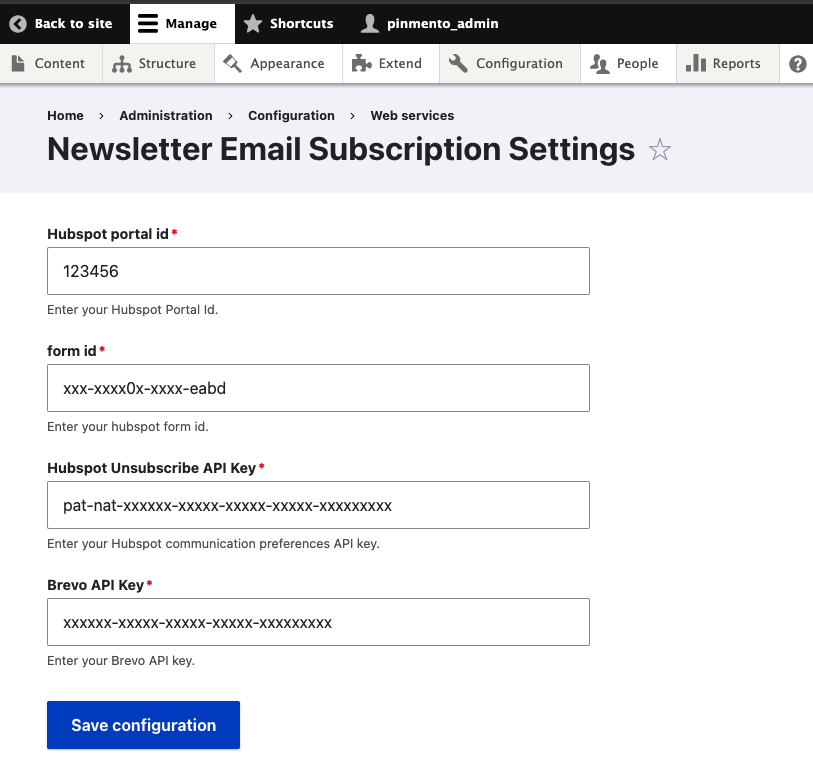 Back to site Manage Shortcuts pinmento_admin
Content Structure Appearance Extend Configuration People Reports ?
Home › Administration › Configuration › Web services
Newsletter Email Subscription Settings
Hubspot portal id*
123456
Enter your Hubspot Portal Id.
form id*
xxx-xxxx0x-xxxx-eabd
Enter your hubspot form id.
Hubspot Unsubscribe API Key*
pat-nat-xxxxxx-xxxxx-xxxxx-xxxxx-xxxxxxxxx
Enter your Hubspot communication preferences API key.
Brevo API Key*
xxxxxx-xxxxx-xxxxx-xxxxx-xxxxxxxxx
Enter your Brevo API key.
Save configuration